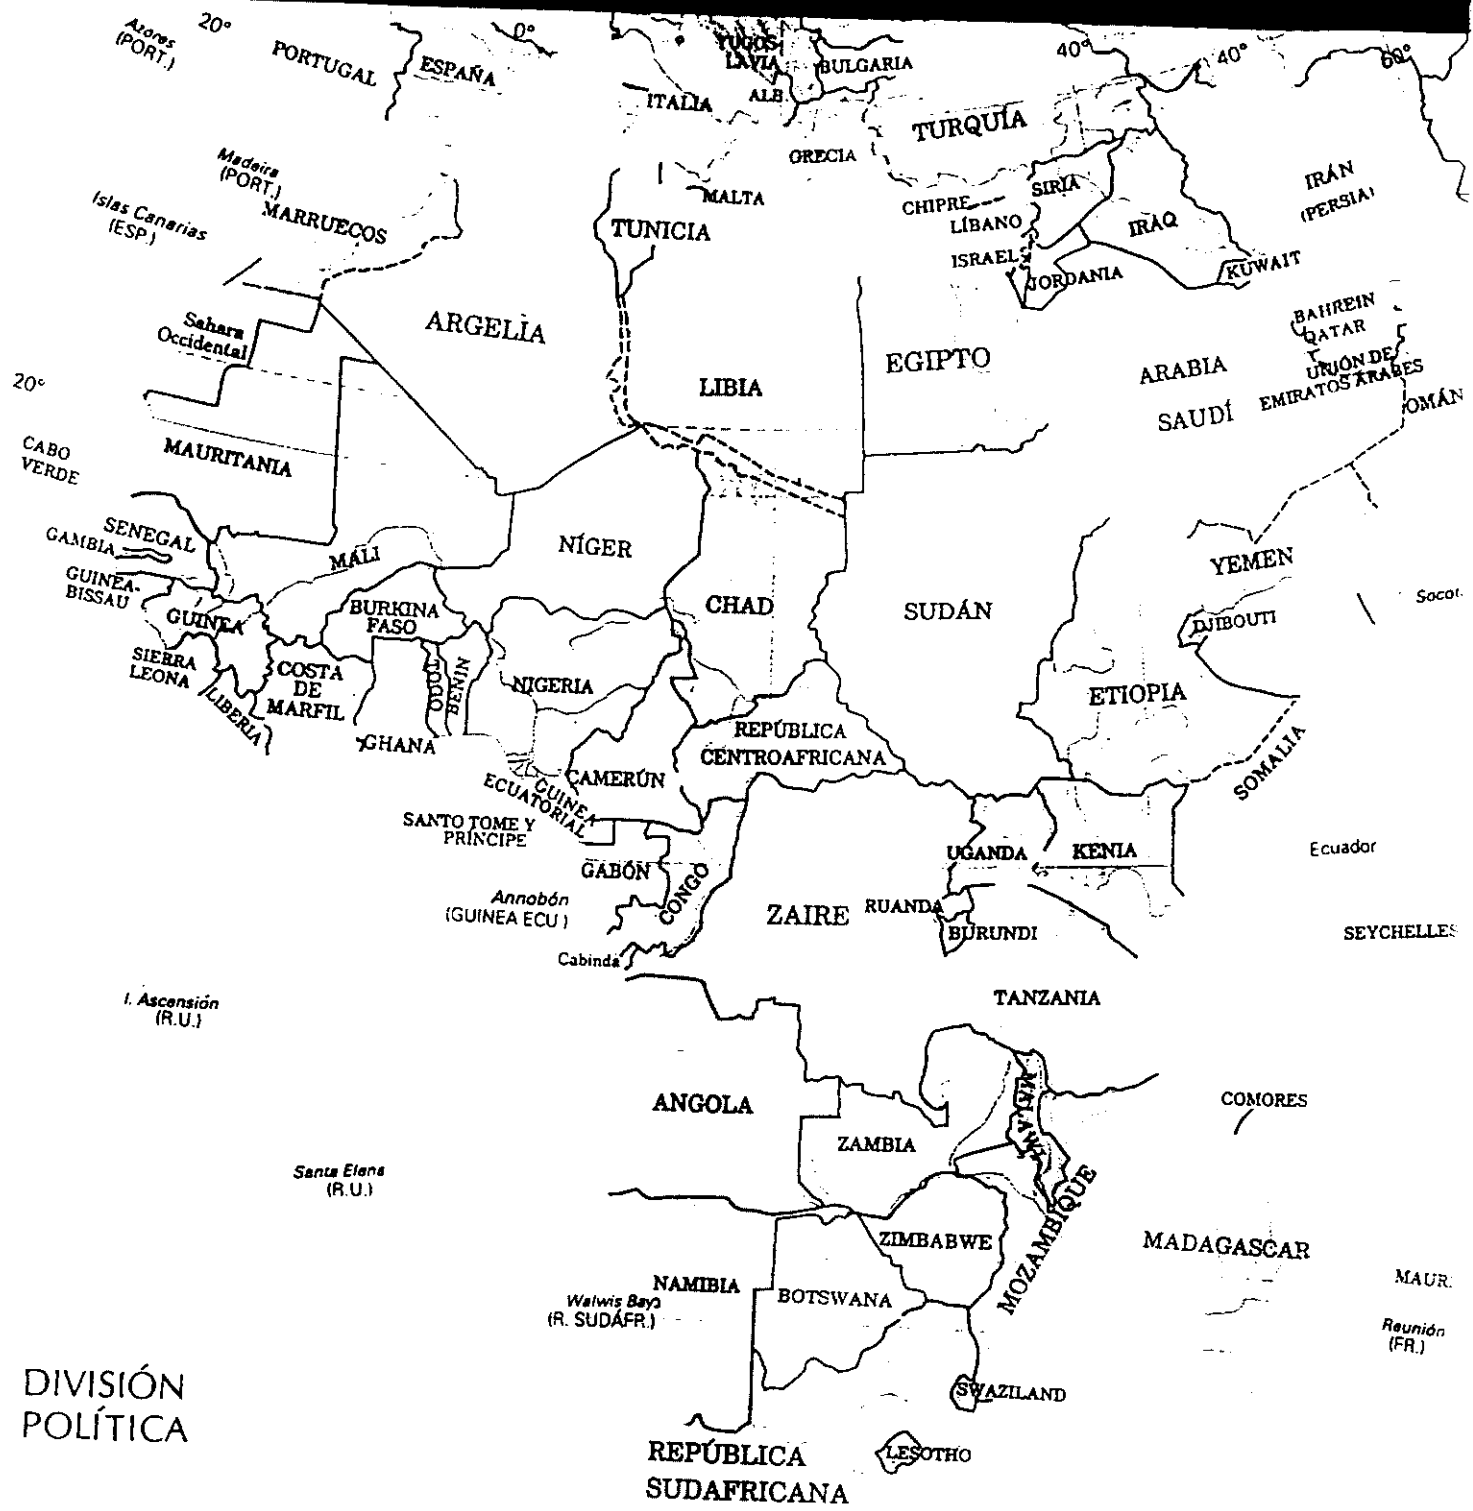 Azores
(PORT.)
20°
PORTUGAL
ESPAÑA
0°
YUGOS-
LAVIA
BULGARIA
ITALIA
ALB.
GRECIA
TURQUÍA
40°
40°
60°
Madeira
(PORT.)
Islas Canarias
(ESP.)
MARRUECOS
TUNICIA
MALTA
CHIPRE
SIRIA
LÍBANO
IRAQ
IRÁN
(PERSIA)
ISRAEL
JORDANIA
KUWAIT
Sahara
Occidental
ARGELIA
LIBIA
EGIPTO
ARABIA
SAUDÍ
BAHREIN
QATAR
UNIÓN DE
EMIRATOS ÁRABES
OMÁN
20°
CABO
VERDE
MAURITANIA
SENEGAL
GAMBIA
GUINEA-
BISSAU
MALI
NÍGER
CHAD
SUDÁN
YEMEN
DJIBOUTI
GUINEA
BURKINA
FASO
SIERRA
LEONA
LIBERIA
COSTA
DE
MARFIL
GHANA
TOGO
BENIN
NIGERIA
ETIOPIA
SOMALIA
REPÚBLICA
CENTROAFRICANA
CAMERÚN
GUINEA
ECUATORIAL
SANTO TOME Y
PRÍNCIPE
GABÓN
CONGO
UGANDA
KENIA
Ecuador
Annobón
(GUINEA ECU.)
ZAIRE
RUANDA
BURUNDI
SEYCHELLES
Cabinda
I. Ascensión
(R.U.)
TANZANIA
ANGOLA
ZAMBIA
MALAWI
COMORES
Santa Elena
(R.U.)
MOZAMBIQUE
ZIMBABWE
MADAGASCAR
NAMIBIA
BOTSWANA
MAUR.
Walwis Bay
(R. SUDÁFR.)
Reunión
(FR.)
DIVISIÓN
POLÍTICA
SWAZILAND
LESOTHO
REPÚBLICA
SUDAFRICANA